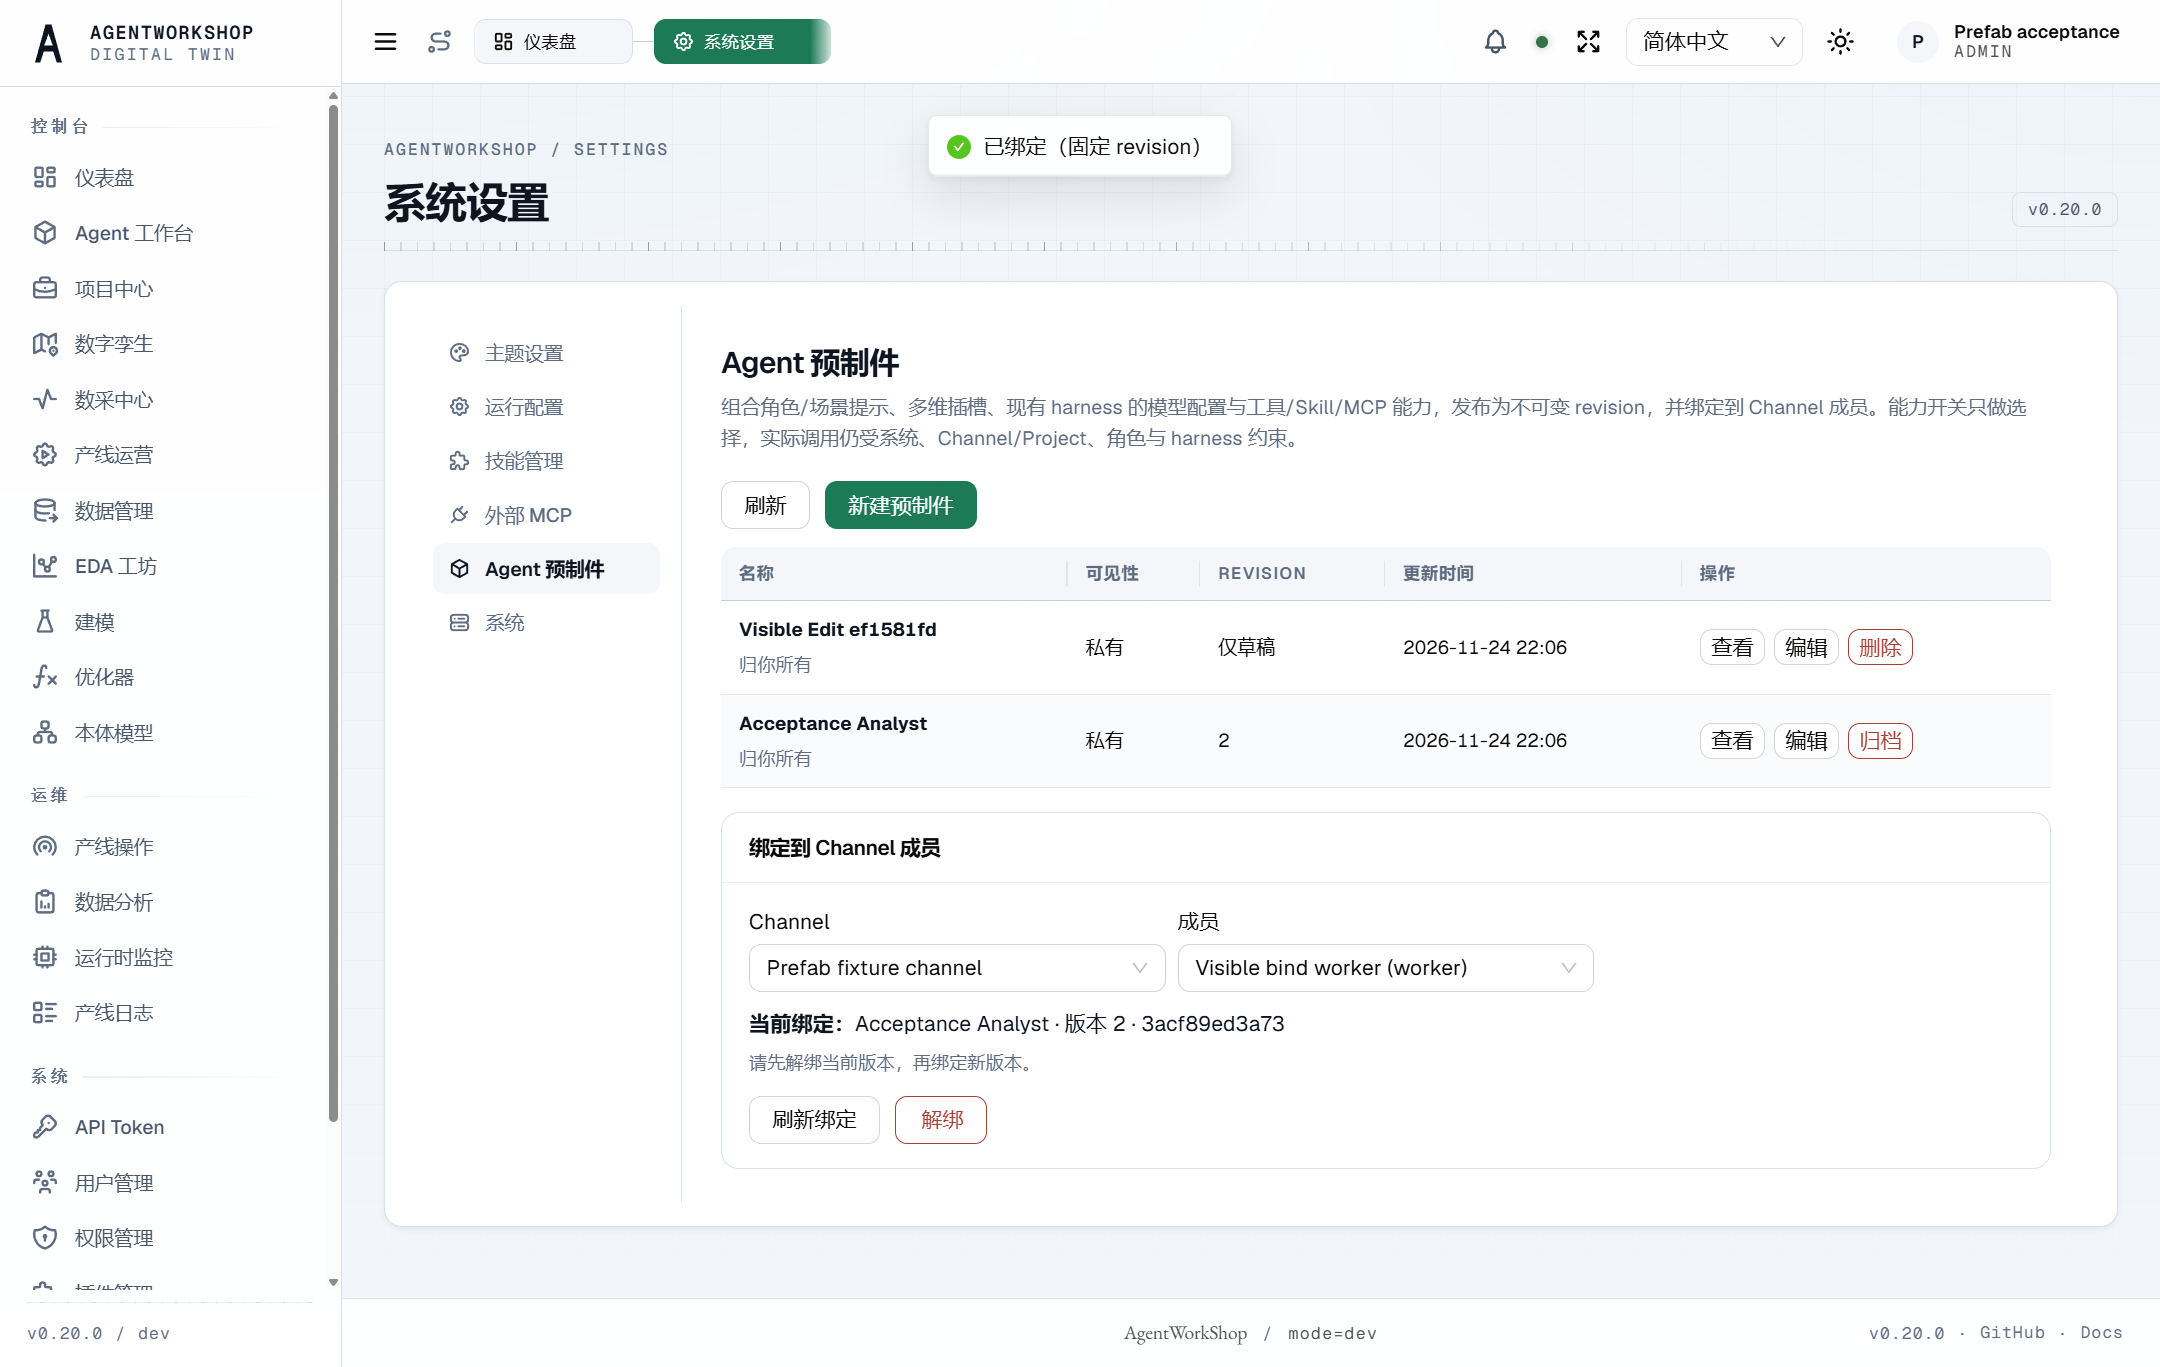 AGENTWORKSHOP
DIGITAL TWIN
控制台
仪表盘
Agent 工作台
项目中心
数字孪生
数采中心
产线运营
数据管理
EDA 工坊
建模
优化器
本体模型
运维
产线操作
数据分析
运行时监控
产线日志
系统
API Token
用户管理
权限管理
插件管理
v0.20.0 / dev
仪表盘
系统设置
简体中文
P
Prefab acceptance
ADMIN
AGENTWORKSHOP / SETTINGS
已绑定（固定 revision）
系统设置
v0.20.0
主题设置
运行配置
技能管理
外部 MCP
Agent 预制件
系统
Agent 预制件
组合角色/场景提示、多维插槽、现有 harness 的模型配置与工具/Skill/MCP 能力，发布为不可变 revision，并绑定到 Channel 成员。能力开关只做选
择，实际调用仍受系统、Channel/Project、角色与 harness 约束。
刷新 新建预制件
名称 可见性 REVISION 更新时间 操作
Visible Edit ef1581fd
归你所有
私有 仅草稿 2026-11-24 22:06 查看 编辑 删除
Acceptance Analyst
归你所有
私有 2 2026-11-24 22:06 查看 编辑 归档
绑定到 Channel 成员
Channel 成员
Prefab fixture channel Visible bind worker (worker)
当前绑定：Acceptance Analyst · 版本 2 · 3acf89ed3a73
请先解绑当前版本，再绑定新版本。
刷新绑定 解绑
AgentWorkShop / mode=dev
v0.20.0 · GitHub · Docs